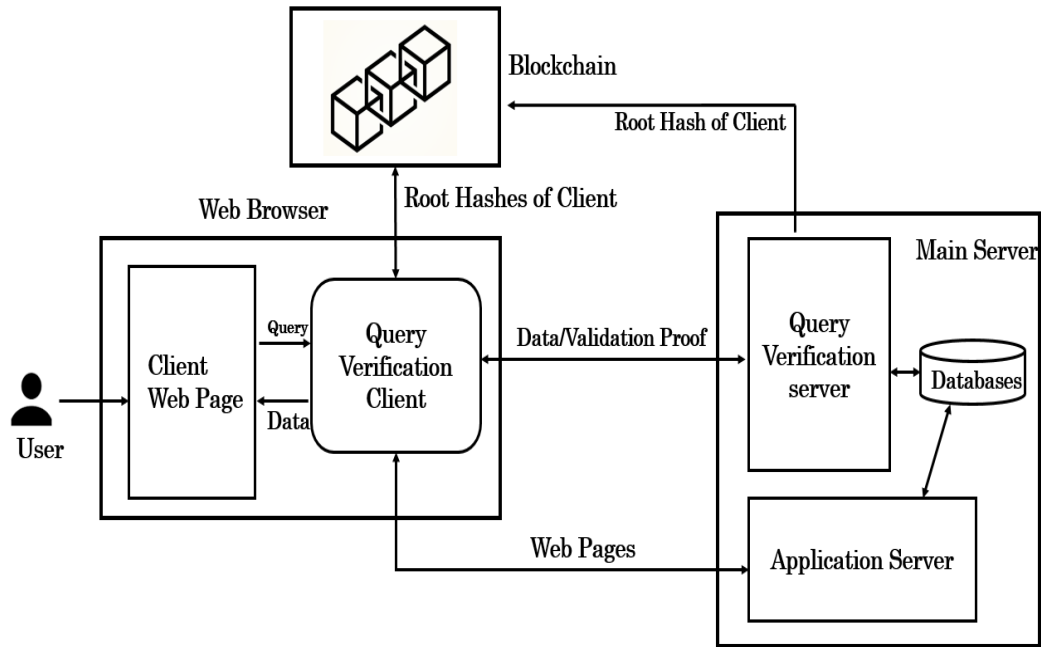 Blockchain
Root Hash of Client
Root Hashes of Client
Web Browser
Main Server
Query
Query
Verification
Client
Data/Validation Proof
Query
Verification
server
Client
Web Page
Databases
Data
User
Web Pages
Application Server